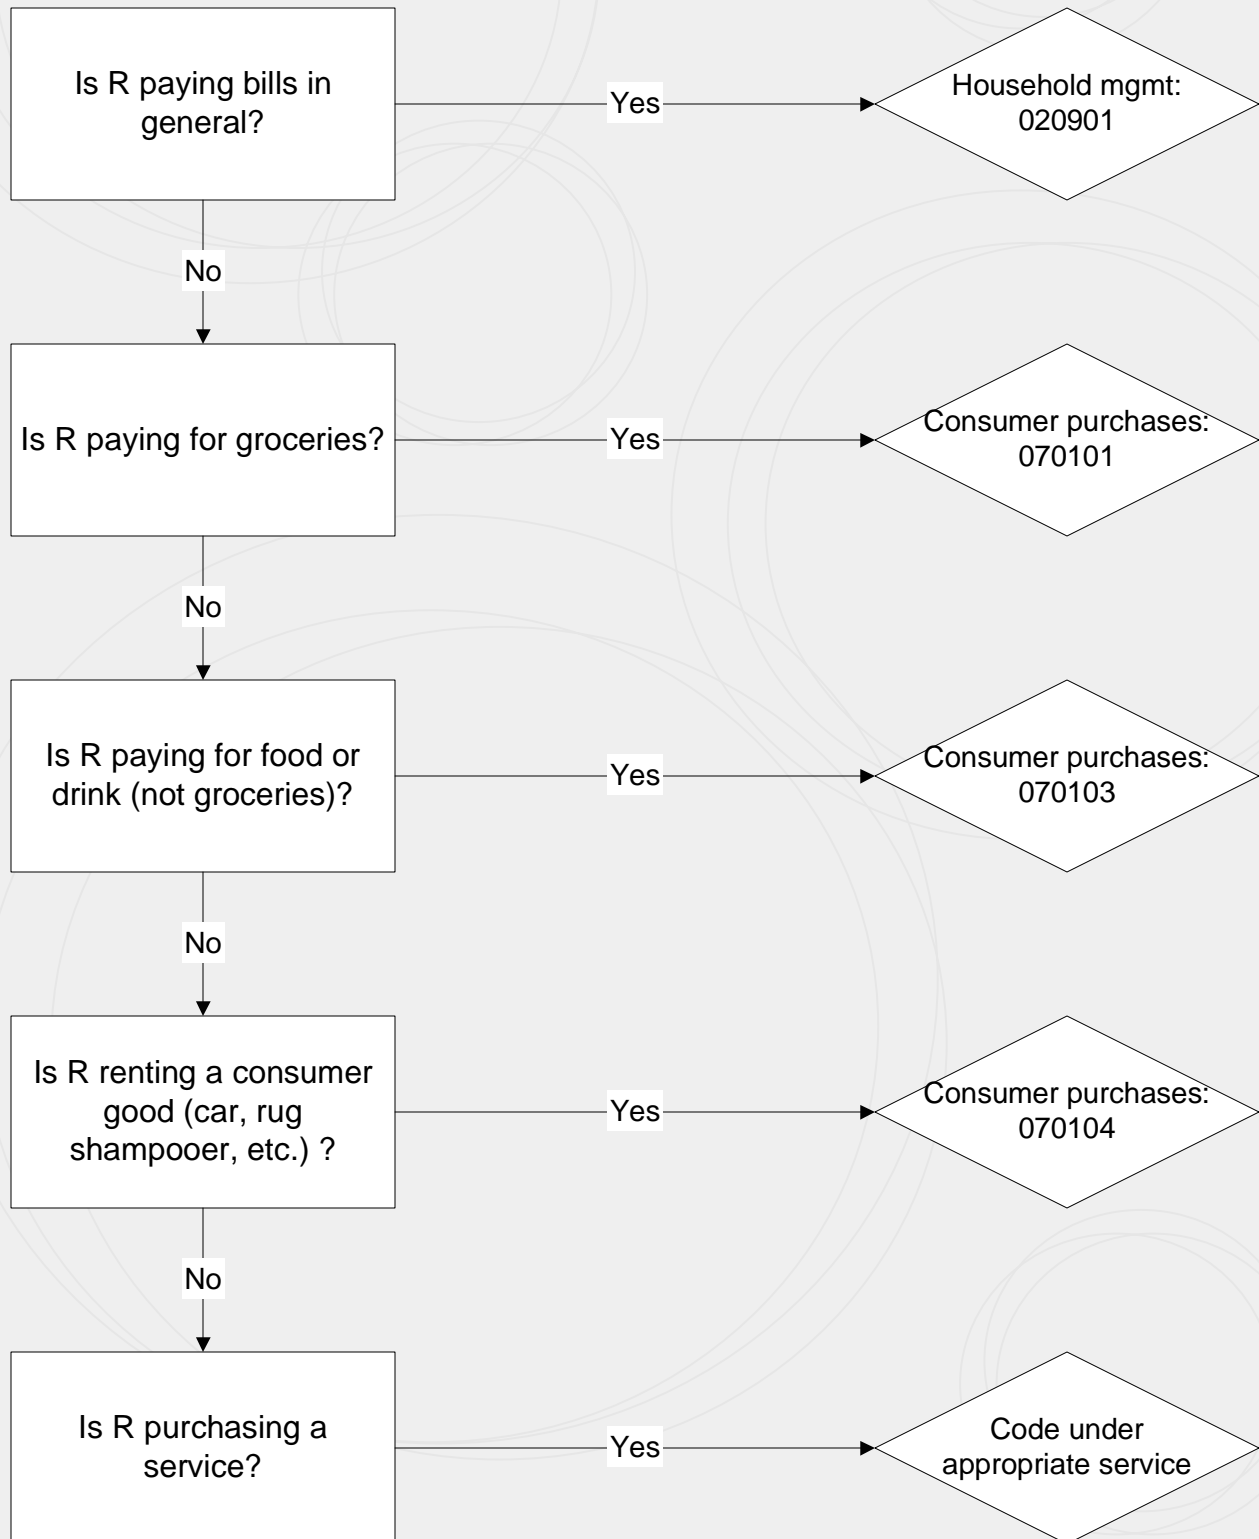 Is R paying bills in
general?
Yes
Household mgmt:
020901
No
Is R paying for groceries?
Yes
Consumer purchases:
070101
No
Is R paying for food or
drink (not groceries)?
Yes
Consumer purchases:
070103
No
Is R renting a consumer
good (car, rug
shampooer, etc.) ?
Yes
Consumer purchases:
070104
No
Is R purchasing a
service?
Yes
Code under
appropriate service